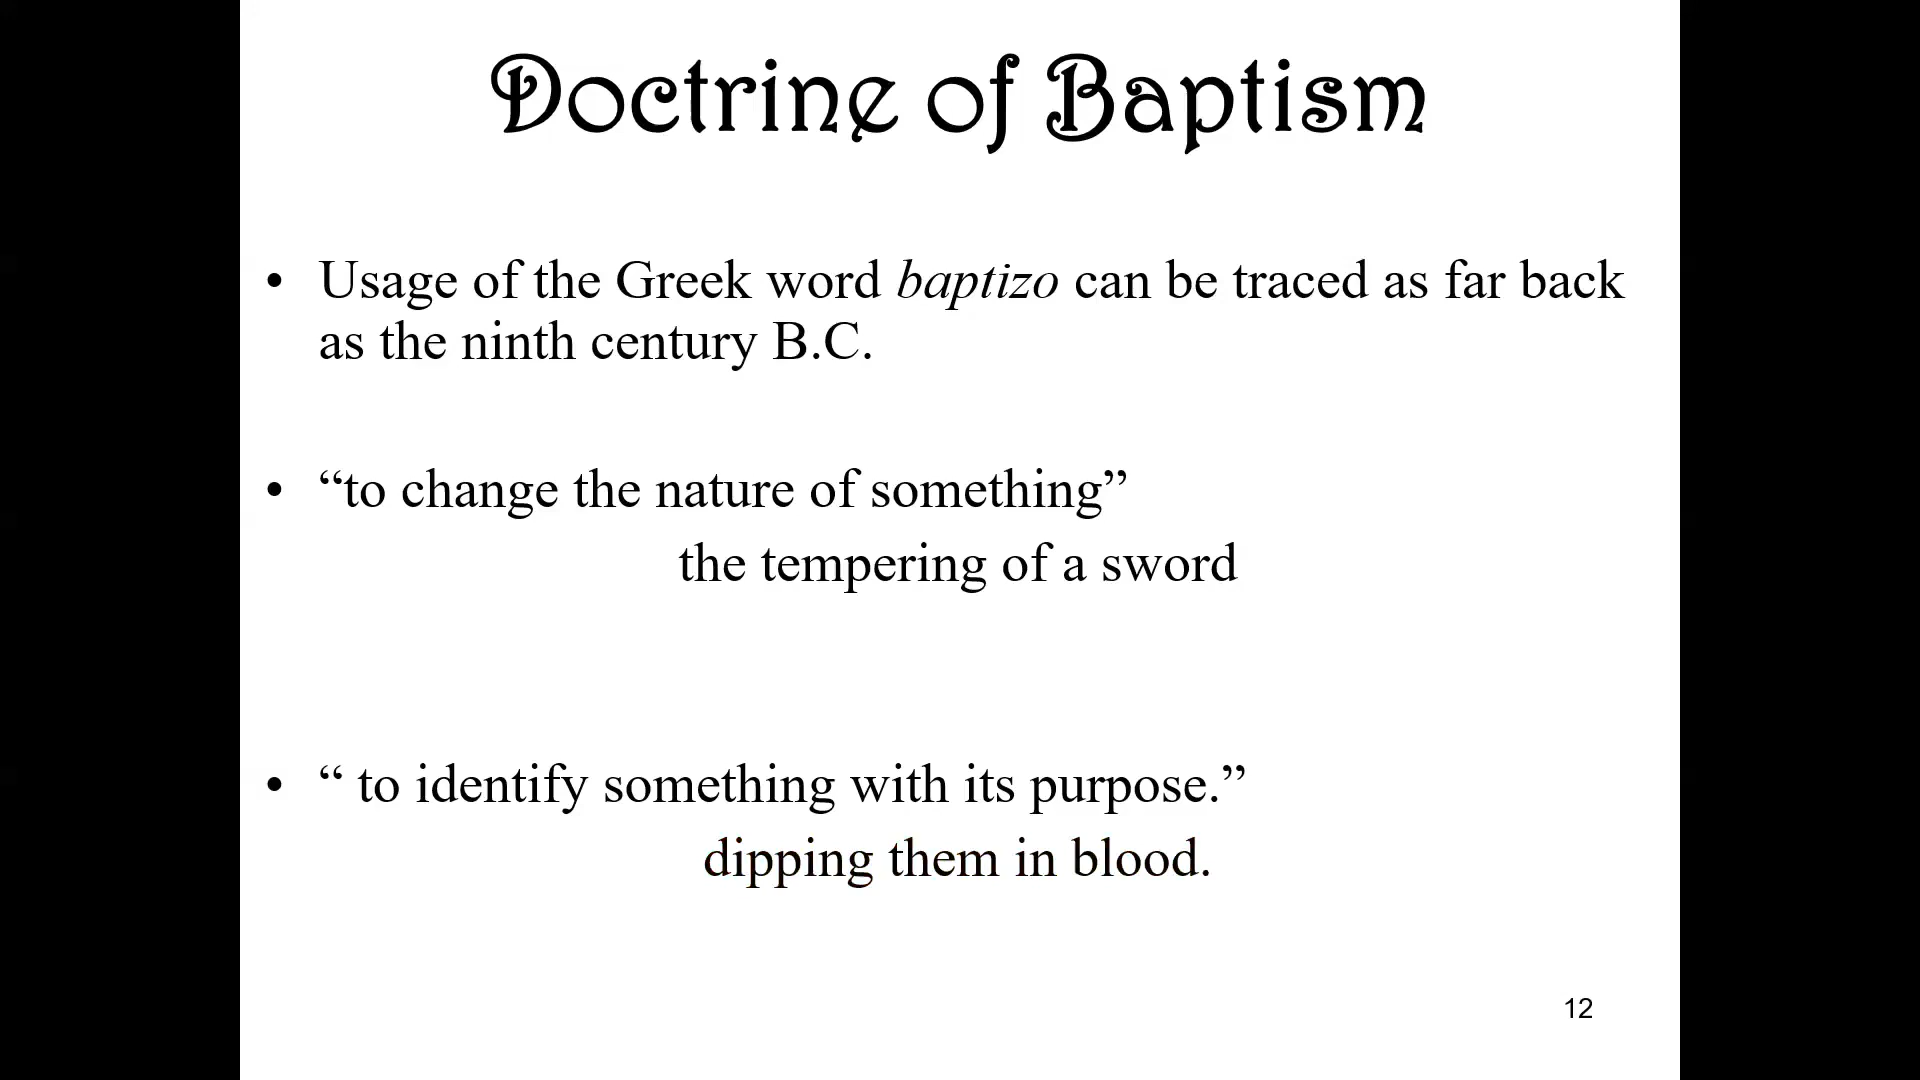 Doctrine of Baptism
• Usage of the Greek word baptizo can be traced as far back
as the ninth century B.C.
• “to change the nature of something”
the tempering of a sword
• “ to identify something with its purpose.”
dipping them in blood.
12